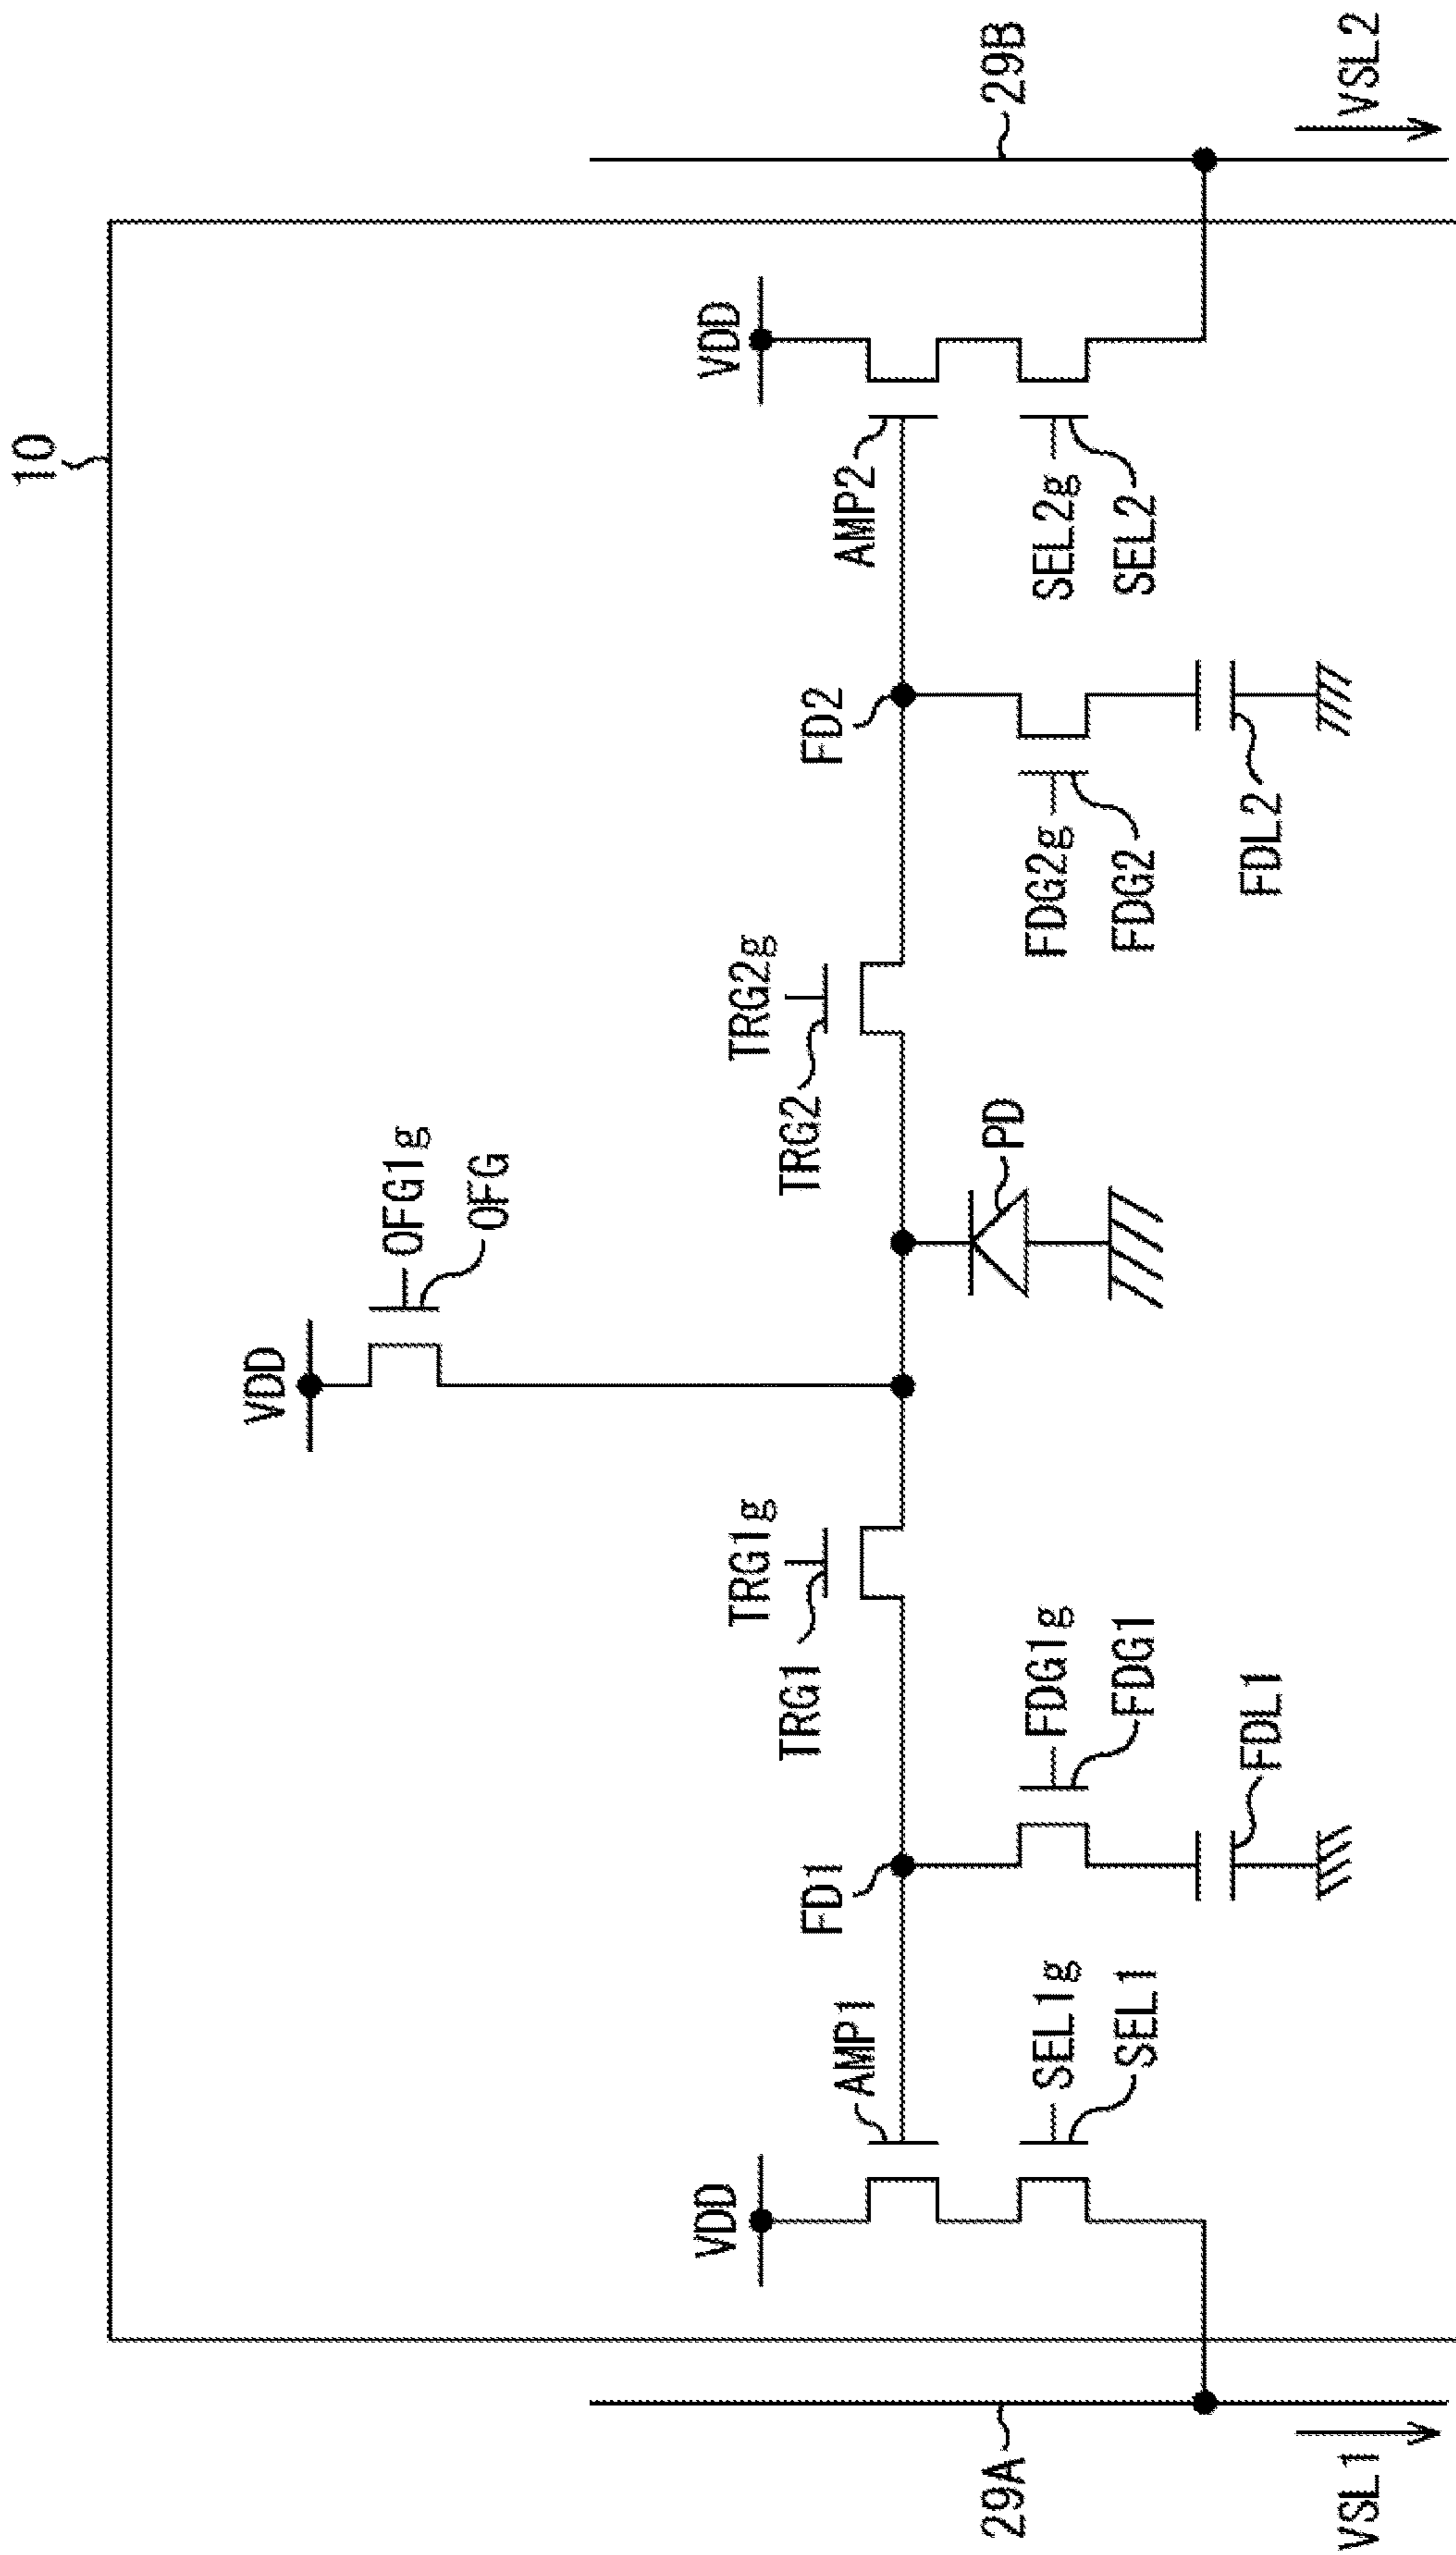 10
VDD
OFG1g
OFG
29A
29B
VDD
AMP1
FD1
TRG1g
TRG1
TRG2g
TRG2
FD2
AMP2
VDD
SEL1g
SEL1
FDG1g
FDG1
PD
FDG2g
FDG2
SEL2g
SEL2
FDL1
FDL2
VSL1
VSL2